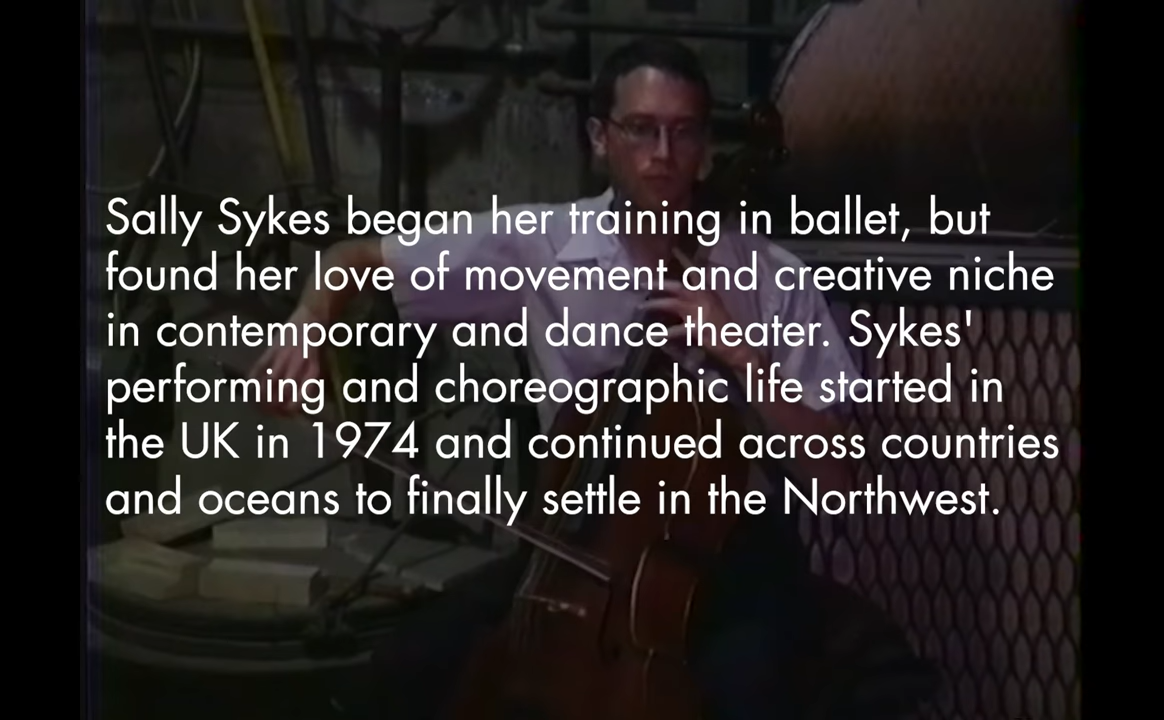 Sally Sykes began her training in ballet, but
found her love of movement and creative niche
in contemporary and dance theater. Sykes'
performing and choreographic life started in
the UK in 1974 and continued across countries
and oceans to finally settle in the Northwest.